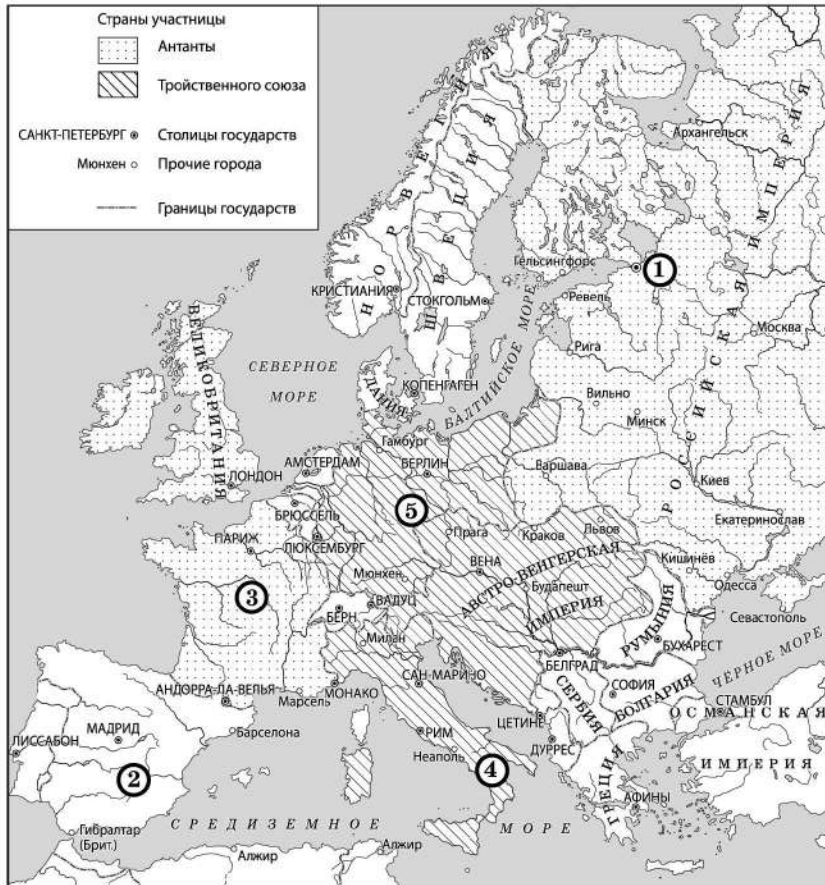 Страны участницы
Антанты
Тройственного союза
САНКТ-ПЕТЕРБУРГ
Столицы государств
Мюнхен
Прочие города
Границы государств
НОРВЕГИЯ
ШВЕЦИЯ
Архангельск
РОССИЙСКАЯ ИМПЕРИЯ
Гельсингфорс
1
КРИСТИАНИЯ
СТОКГОЛЬМ
Ревель
Москва
Рига
ВЕЛИКОБРИТАНИЯ
СЕВЕРНОЕ
МОРЕ
ДАНИЯ
КОПЕНГАГЕН
БАЛТИЙСКОЕ МОРЕ
Вильно
Минск
Гамбург
ЛОНДОН
АМСТЕРДАМ
БЕРЛИН
Варшава
Киев
БРЮССЕЛЬ
5
Екатеринослав
ПАРИЖ
ЛЮКСЕМБУРГ
Прага
Краков
Львов
Кишинёв
Мюнхен
ВЕНА
АВСТРО-ВЕНГЕРСКАЯ
ИМПЕРИЯ
Будапешт
Одесса
3
ВАДУЦ
БЕРН
Севастополь
Милан
РУМЫНИЯ
БУХАРЕСТ
БЕЛГРАД
ЧЁРНОЕ МОРЕ
АНДОРРА-ЛА-ВЕЛЬЯ
Марсель
МОНАКО
САН-МАРИНО
СЕРБИЯ
СОФИЯ
БОЛГАРИЯ
СТАМБУЛ
ОСМАНСКАЯ
ИМПЕРИЯ
МАДРИД
Барселона
ЦЕТИНЕ
ЛИССАБОН
РИМ
ДУРРЕС
Неаполь
2
4
ГРЕЦИЯ
АФИНЫ
Гибралтар
(Брит.)
СРЕДИЗЕМНОЕ
МОРЕ
Алжир
Алжир